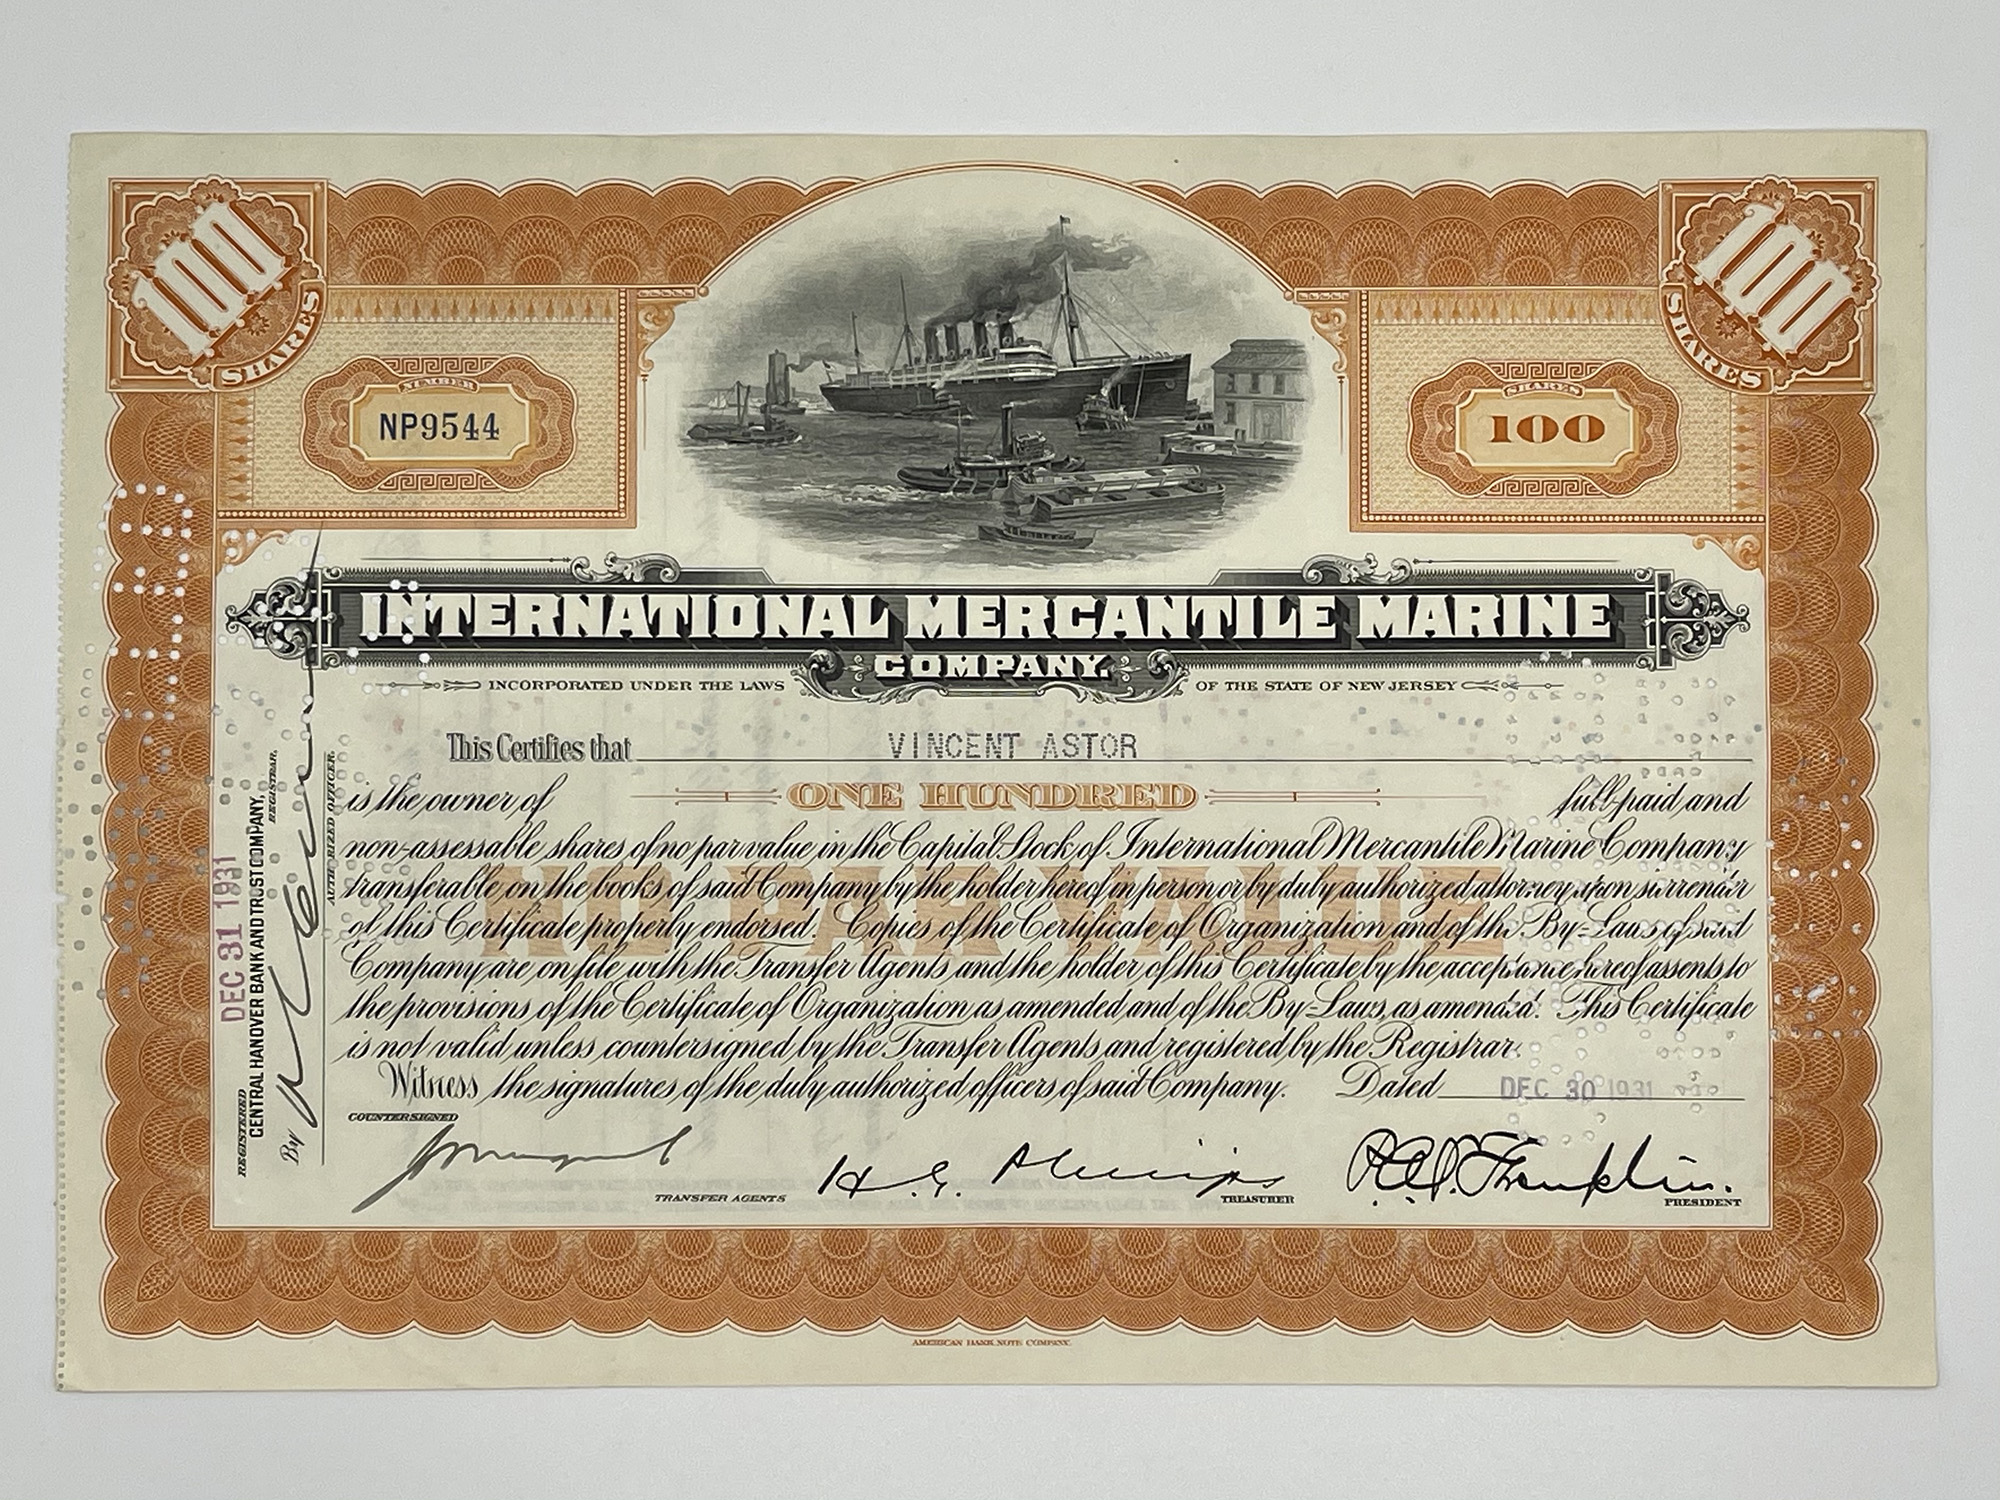 100 SHARES
100 SHARES
NUMBER
NP9544
SHARES
100
INTERNATIONAL MERCANTILE MARINE
COMPANY.
INCORPORATED UNDER THE LAWS OF THE STATE OF NEW JERSEY
This Certifies that VINCENT ASTOR
is the owner of ONE HUNDRED full-paid and
non-assessable shares of no par value in the Capital Stock of International Mercantile Marine Company
transferable on the books of said Company by the holder hereof in person or by duly authorized attorney upon surrender
of this Certificate properly endorsed. Copies of the Certificate of Organization and of the By-Laws of said
Company are on file with the Transfer Agents and the holder of this Certificate by the acceptance hereof assents to
the provisions of the Certificate of Organization as amended and of the By-Laws, as amended. This Certificate
is not valid unless countersigned by the Transfer Agents and registered by the Registrar.
NO PAR VALUE
Witness the signatures of the duly authorized officers of said Company. Dated DEC 30 1931
COUNTERSIGNED
TRANSFER AGENTS
H. G. Phillips
TREASURER
P.A.S. Franklin.
PRESIDENT
REGISTERED
DEC 31 1931
CENTRAL HANOVER BANK AND TRUST COMPANY,
REGISTRAR.
By
AUTHORIZED OFFICER.
AMERICAN BANK NOTE COMPANY.